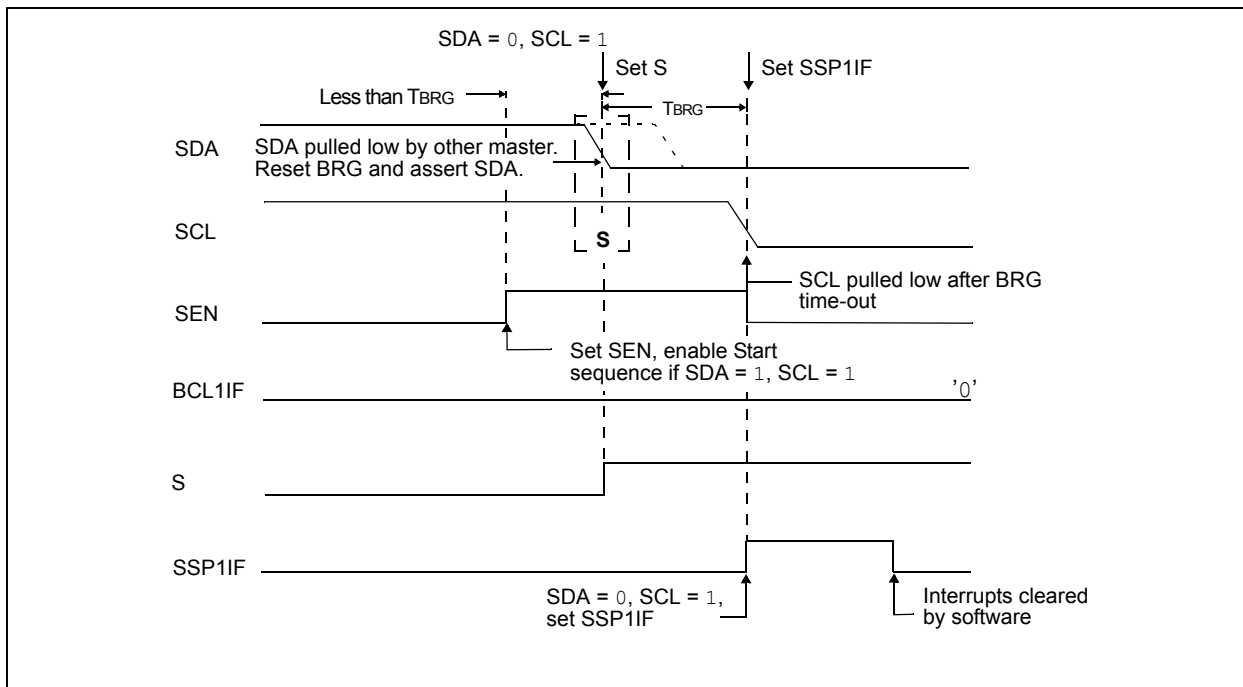 SDA = 0, SCL = 1
Set S
Set SSP1IF
Less than TBRG
TBRG
SDA
SDA pulled low by other master.
Reset BRG and assert SDA.
SCL
S
SCL pulled low after BRG
time-out
SEN
Set SEN, enable Start
sequence if SDA = 1, SCL = 1
BCL1IF
’0’
S
SSP1IF
SDA = 0, SCL = 1,
set SSP1IF
Interrupts cleared
by software